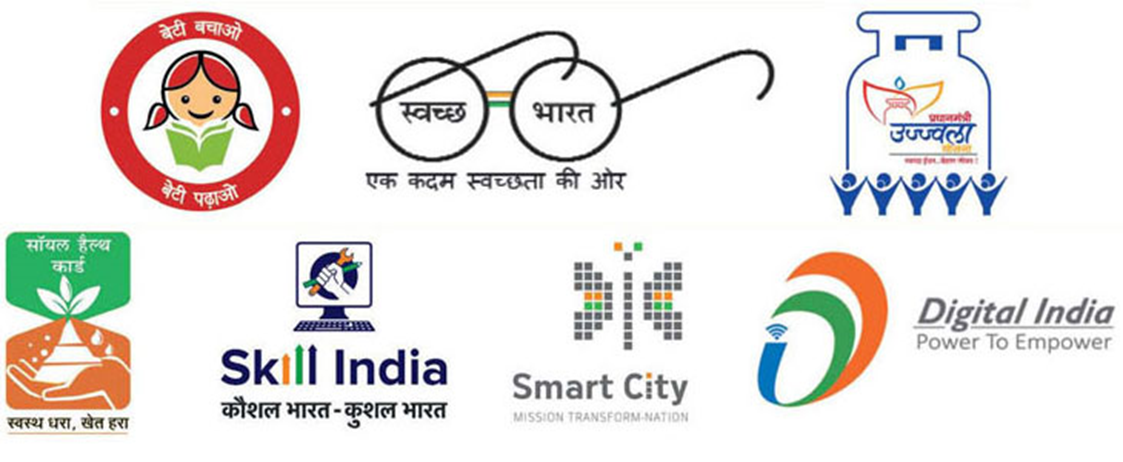 बेटी बचाओ
बेटी पढ़ाओ
स्वच्छ भारत
एक कदम स्वच्छता की ओर
प्रधानमंत्री
उज्ज्वला
योजना
सॉयल हैल्थ
कार्ड
स्वस्थ धरा, खेत हरा
Skill India
कौशल भारत - कुशल भारत
Smart City
MISSION TRANSFORM-NATION
Digital India
Power To Empower